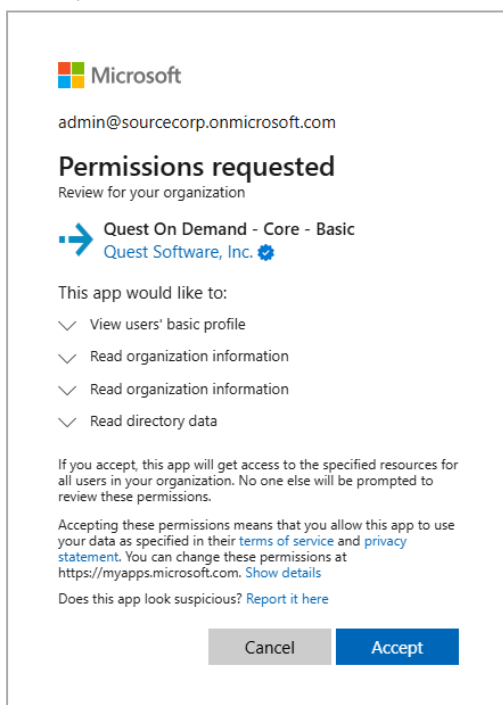 Microsoft
admin@sourcecorp.onmicrosoft.com
Permissions requested
Review for your organization
Quest On Demand - Core - Basic
Quest Software, Inc.
This app would like to:
View users' basic profile
Read organization information
Read organization information
Read directory data
If you accept, this app will get access to the specified resources for
all users in your organization. No one else will be prompted to
review these permissions.
Accepting these permissions means that you allow this app to use
your data as specified in their terms of service and privacy
statement. You can change these permissions at
https://myapps.microsoft.com. Show details
Does this app look suspicious? Report it here
Cancel
Accept